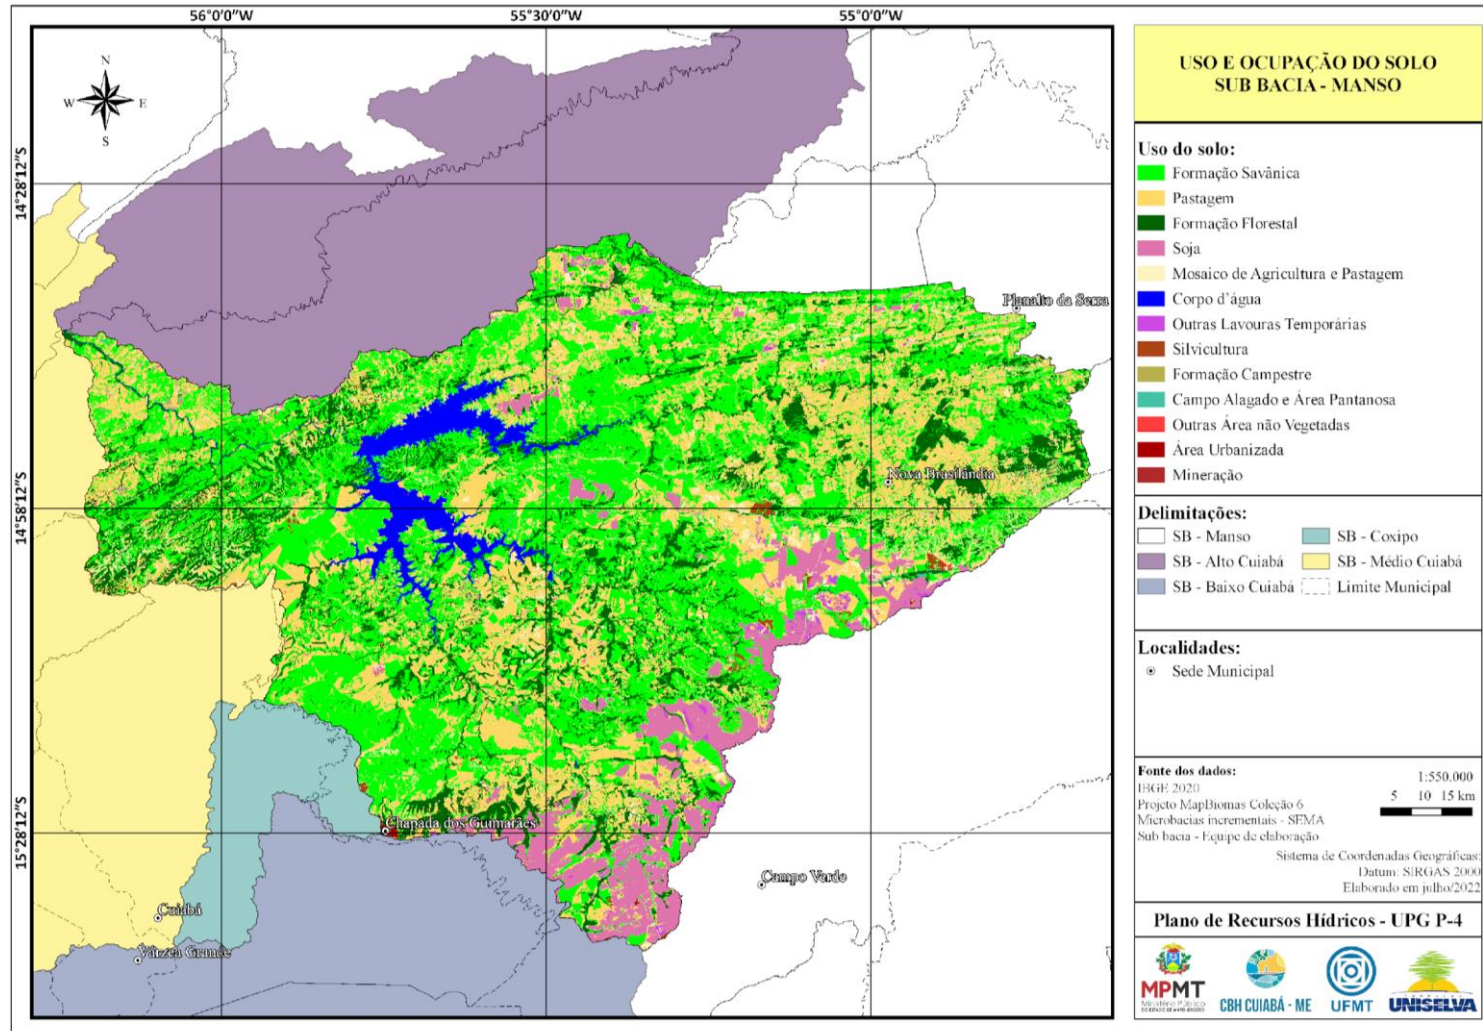 56°0'0"W
55°30'0"W
55°0'0"W
14°28'12"S
14°58'12"S
15°28'12"S
N
W
E
S
Planalto da Serra
Nova Brasilândia
Chapada dos Guimarães
Campo Verde
Cuiabá
Várzea Grande
USO E OCUPAÇÃO DO SOLO
SUB BACIA - MANSO
Uso do solo:
Formação Savânica
Pastagem
Formação Florestal
Soja
Mosaico de Agricultura e Pastagem
Corpo d'água
Outras Lavouras Temporárias
Silvicultura
Formação Campestre
Campo Alagado e Área Pantanosa
Outras Área não Vegetadas
Área Urbanizada
Mineração
Delimitações:
SB - Manso
SB - Coxipo
SB - Alto Cuiabá
SB - Médio Cuiabá
SB - Baixo Cuiabá
Limite Municipal
Localidades:
Sede Municipal
Fonte dos dados:
IBGE 2020
Projeto MapBiomas Coleção 6
Microbacias incrementais - SEMA
Sub bacia - Equipe de elaboração
1:550.000
5 10 15 km
Sistema de Coordenadas Geográficas
Datum: SIRGAS 2000
Elaborado em julho/2022
Plano de Recursos Hídricos - UPG P-4
MPMT
Ministério Público
DO ESTADO DE MATO GROSSO
CBH CUIABÁ - ME
UFMT
UNISELVA